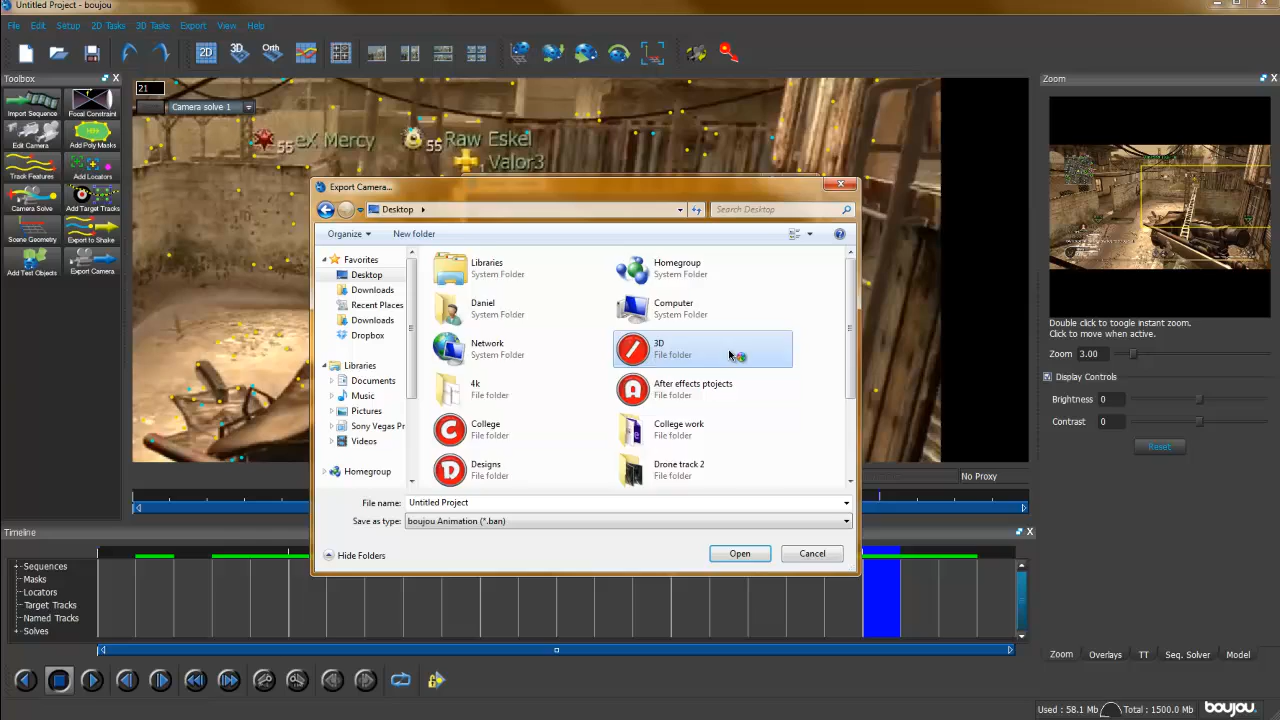 Untitled Project - boujou
File Edit Setup 2D Tasks 3D Tasks Export View Help
2D 3D Orth
Toolbox
Import Sequence Focal Constraint
Edit Camera Add Poly Masks
Track Features Add Locators
Camera Solve Add Target Tracks
Scene Geometry Export to Shake
Add Test Objects Export Camera
21
Camera solve 1
55 eX Mercy 55 Raw Eskel
Valor3
Export Camera...
Desktop
Search Desktop
Organize New folder
Favorites
Desktop
Downloads
Recent Places
Downloads
Dropbox
Libraries
Documents
Music
Pictures
Sony Vegas Pr
Videos
Homegroup
Libraries
System Folder
Homegroup
System Folder
Daniel
System Folder
Computer
System Folder
Network
System Folder
3D
File folder
4k
File folder
After effects ptojects
File folder
College
File folder
College work
File folder
Designs
File folder
Drone track 2
File folder
File name: Untitled Project
Save as type: boujou Animation (*.ban)
Hide Folders
Open Cancel
Zoom
Double click to toogle instant zoom.
Click to move when active.
Zoom 3.00
Display Controls
Brightness 0
Contrast 0
Reset
No Proxy
Timeline
Sequences
Masks
Locators
Target Tracks
Named Tracks
Solves
Zoom Overlays TT Seq. Solver Model
Used : 58.1 Mb Total : 1500.0 Mb boujou